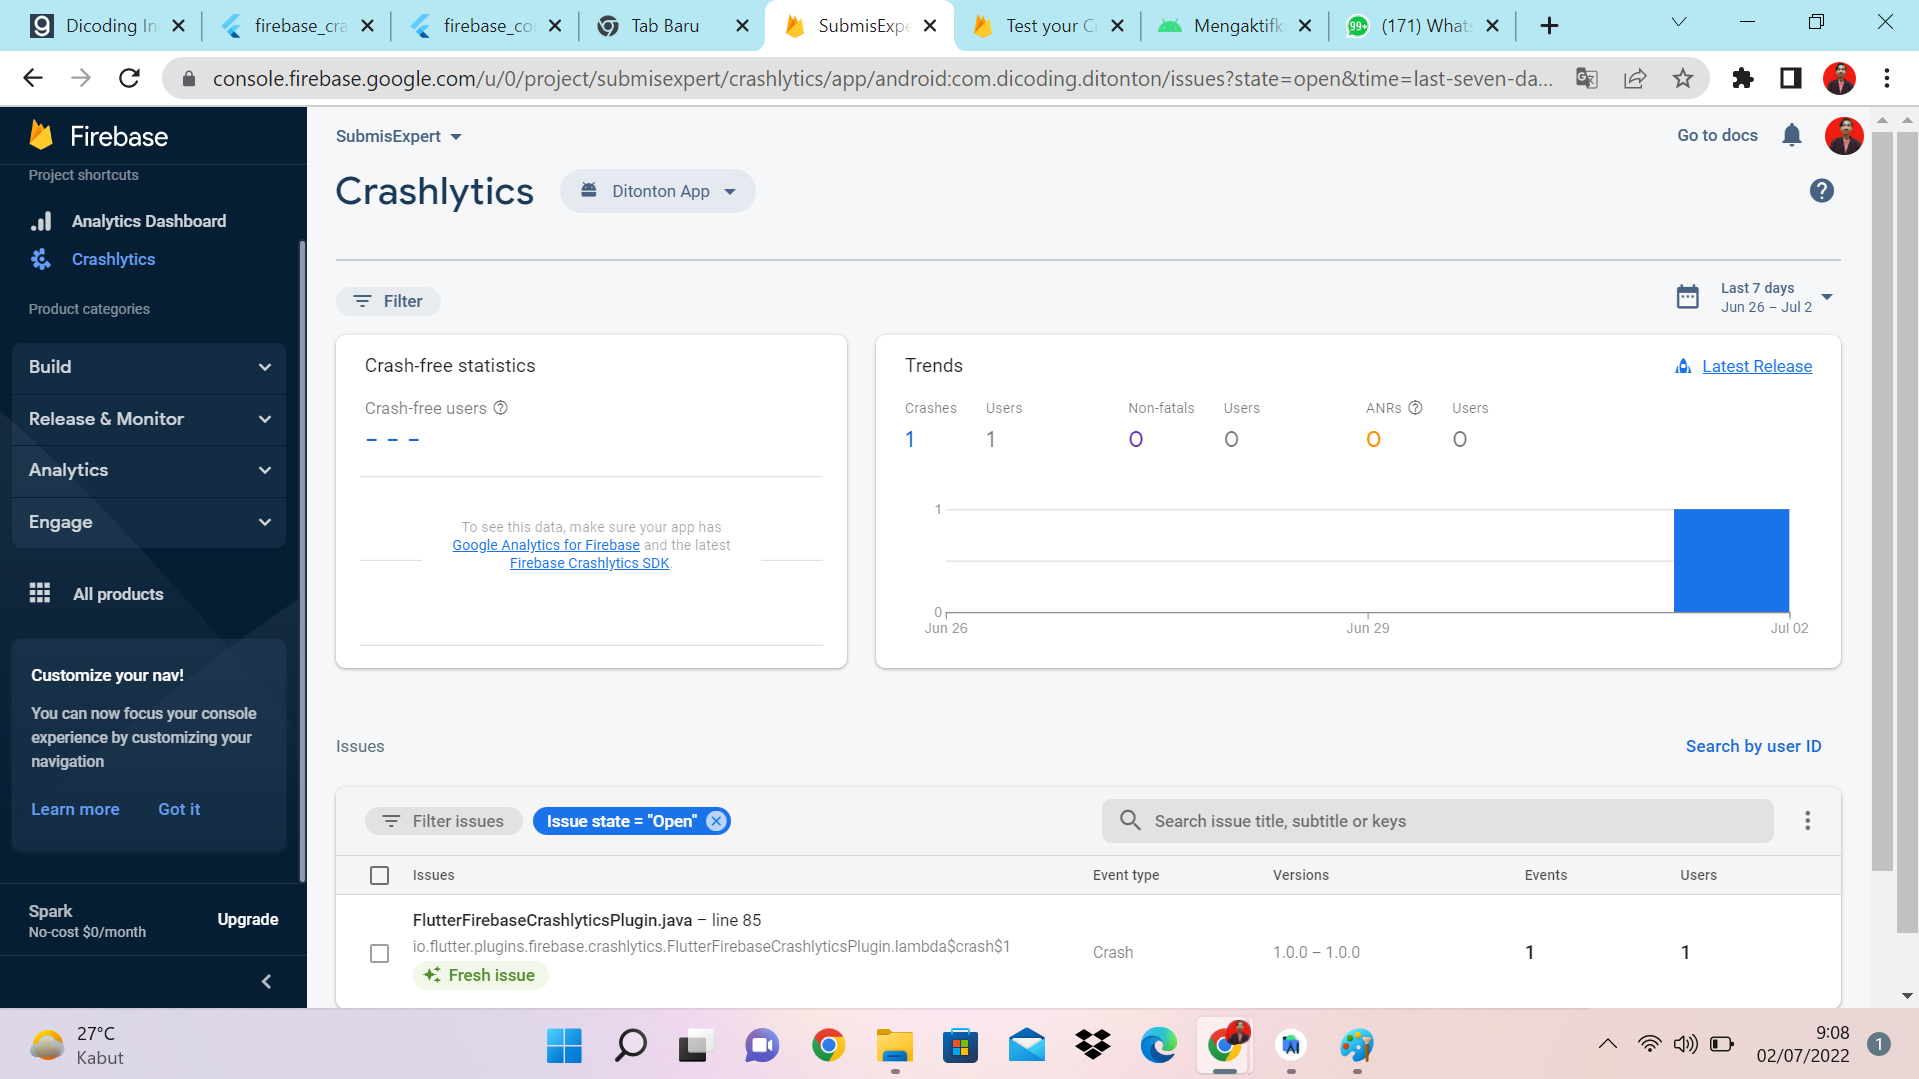 Dicoding In
firebase_cra
firebase_co
Tab Baru
SubmisExpe
Test your Cr
Mengaktifk
99+
(171) Whats
console.firebase.google.com/u/0/project/submisexpert/crashlytics/app/android:com.dicoding.ditonton/issues?state=open&time=last-seven-da...
Firebase
Project shortcuts
Analytics Dashboard
Crashlytics
Product categories
Build
Release & Monitor
Analytics
Engage
All products
Customize your nav!
You can now focus your console
experience by customizing your
navigation
Learn more
Got it
Spark
No-cost $0/month
Upgrade
SubmisExpert
Go to docs
Crashlytics
Ditonton App
Filter
Last 7 days
Jun 26 – Jul 2
Crash-free statistics
Crash-free users
– – –
To see this data, make sure your app has
Google Analytics for Firebase and the latest
Firebase Crashlytics SDK.
Trends
Latest Release
Crashes Users Non-fatals Users ANRs Users
1 1 0 0 0 0
1
0
Jun 26 Jun 29 Jul 02
Issues
Search by user ID
Filter issues
Issue state = "Open"
Search issue title, subtitle or keys
Issues Event type Versions Events Users
FlutterFirebaseCrashlyticsPlugin.java – line 85
io.flutter.plugins.firebase.crashlytics.FlutterFirebaseCrashlyticsPlugin.lambda$crash$1
Crash 1.0.0 – 1.0.0 1 1
Fresh issue
27°C
Kabut
9:08
02/07/2022
1